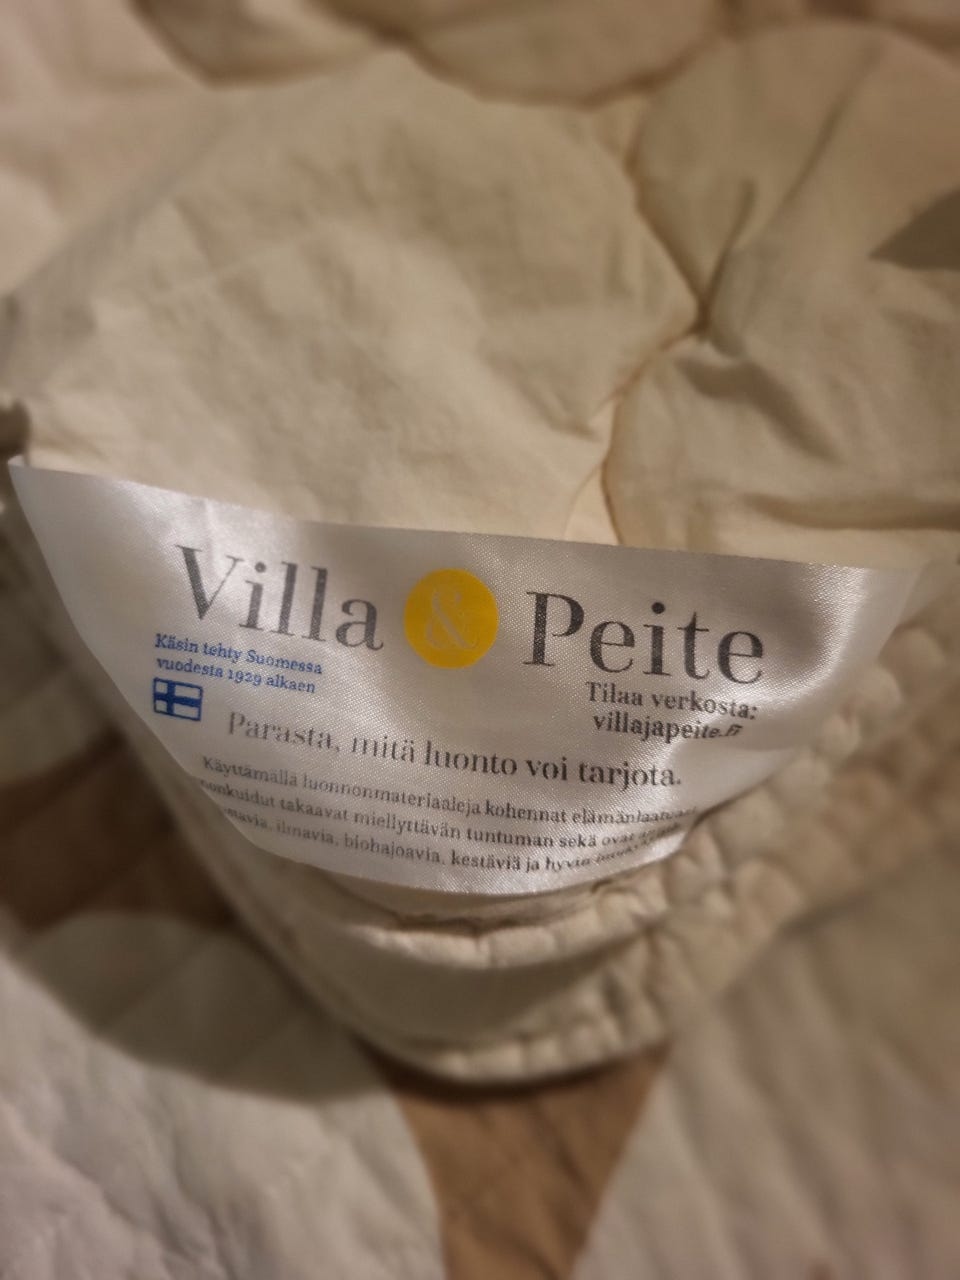 Villa & Peite
Käsin tehty Suomessa
vuodesta 1929 alkaen
Tilaa verkosta:
villajapeite.fi
Parasta, mitä luonto voi tarjota.
Käyttämällä luonnonmateriaaleja kohennat elämänlaatuasi
takaavat miellyttävän tuntuman sekä ovat
ilmavia, biohajoavia, kestäviä ja hyvin